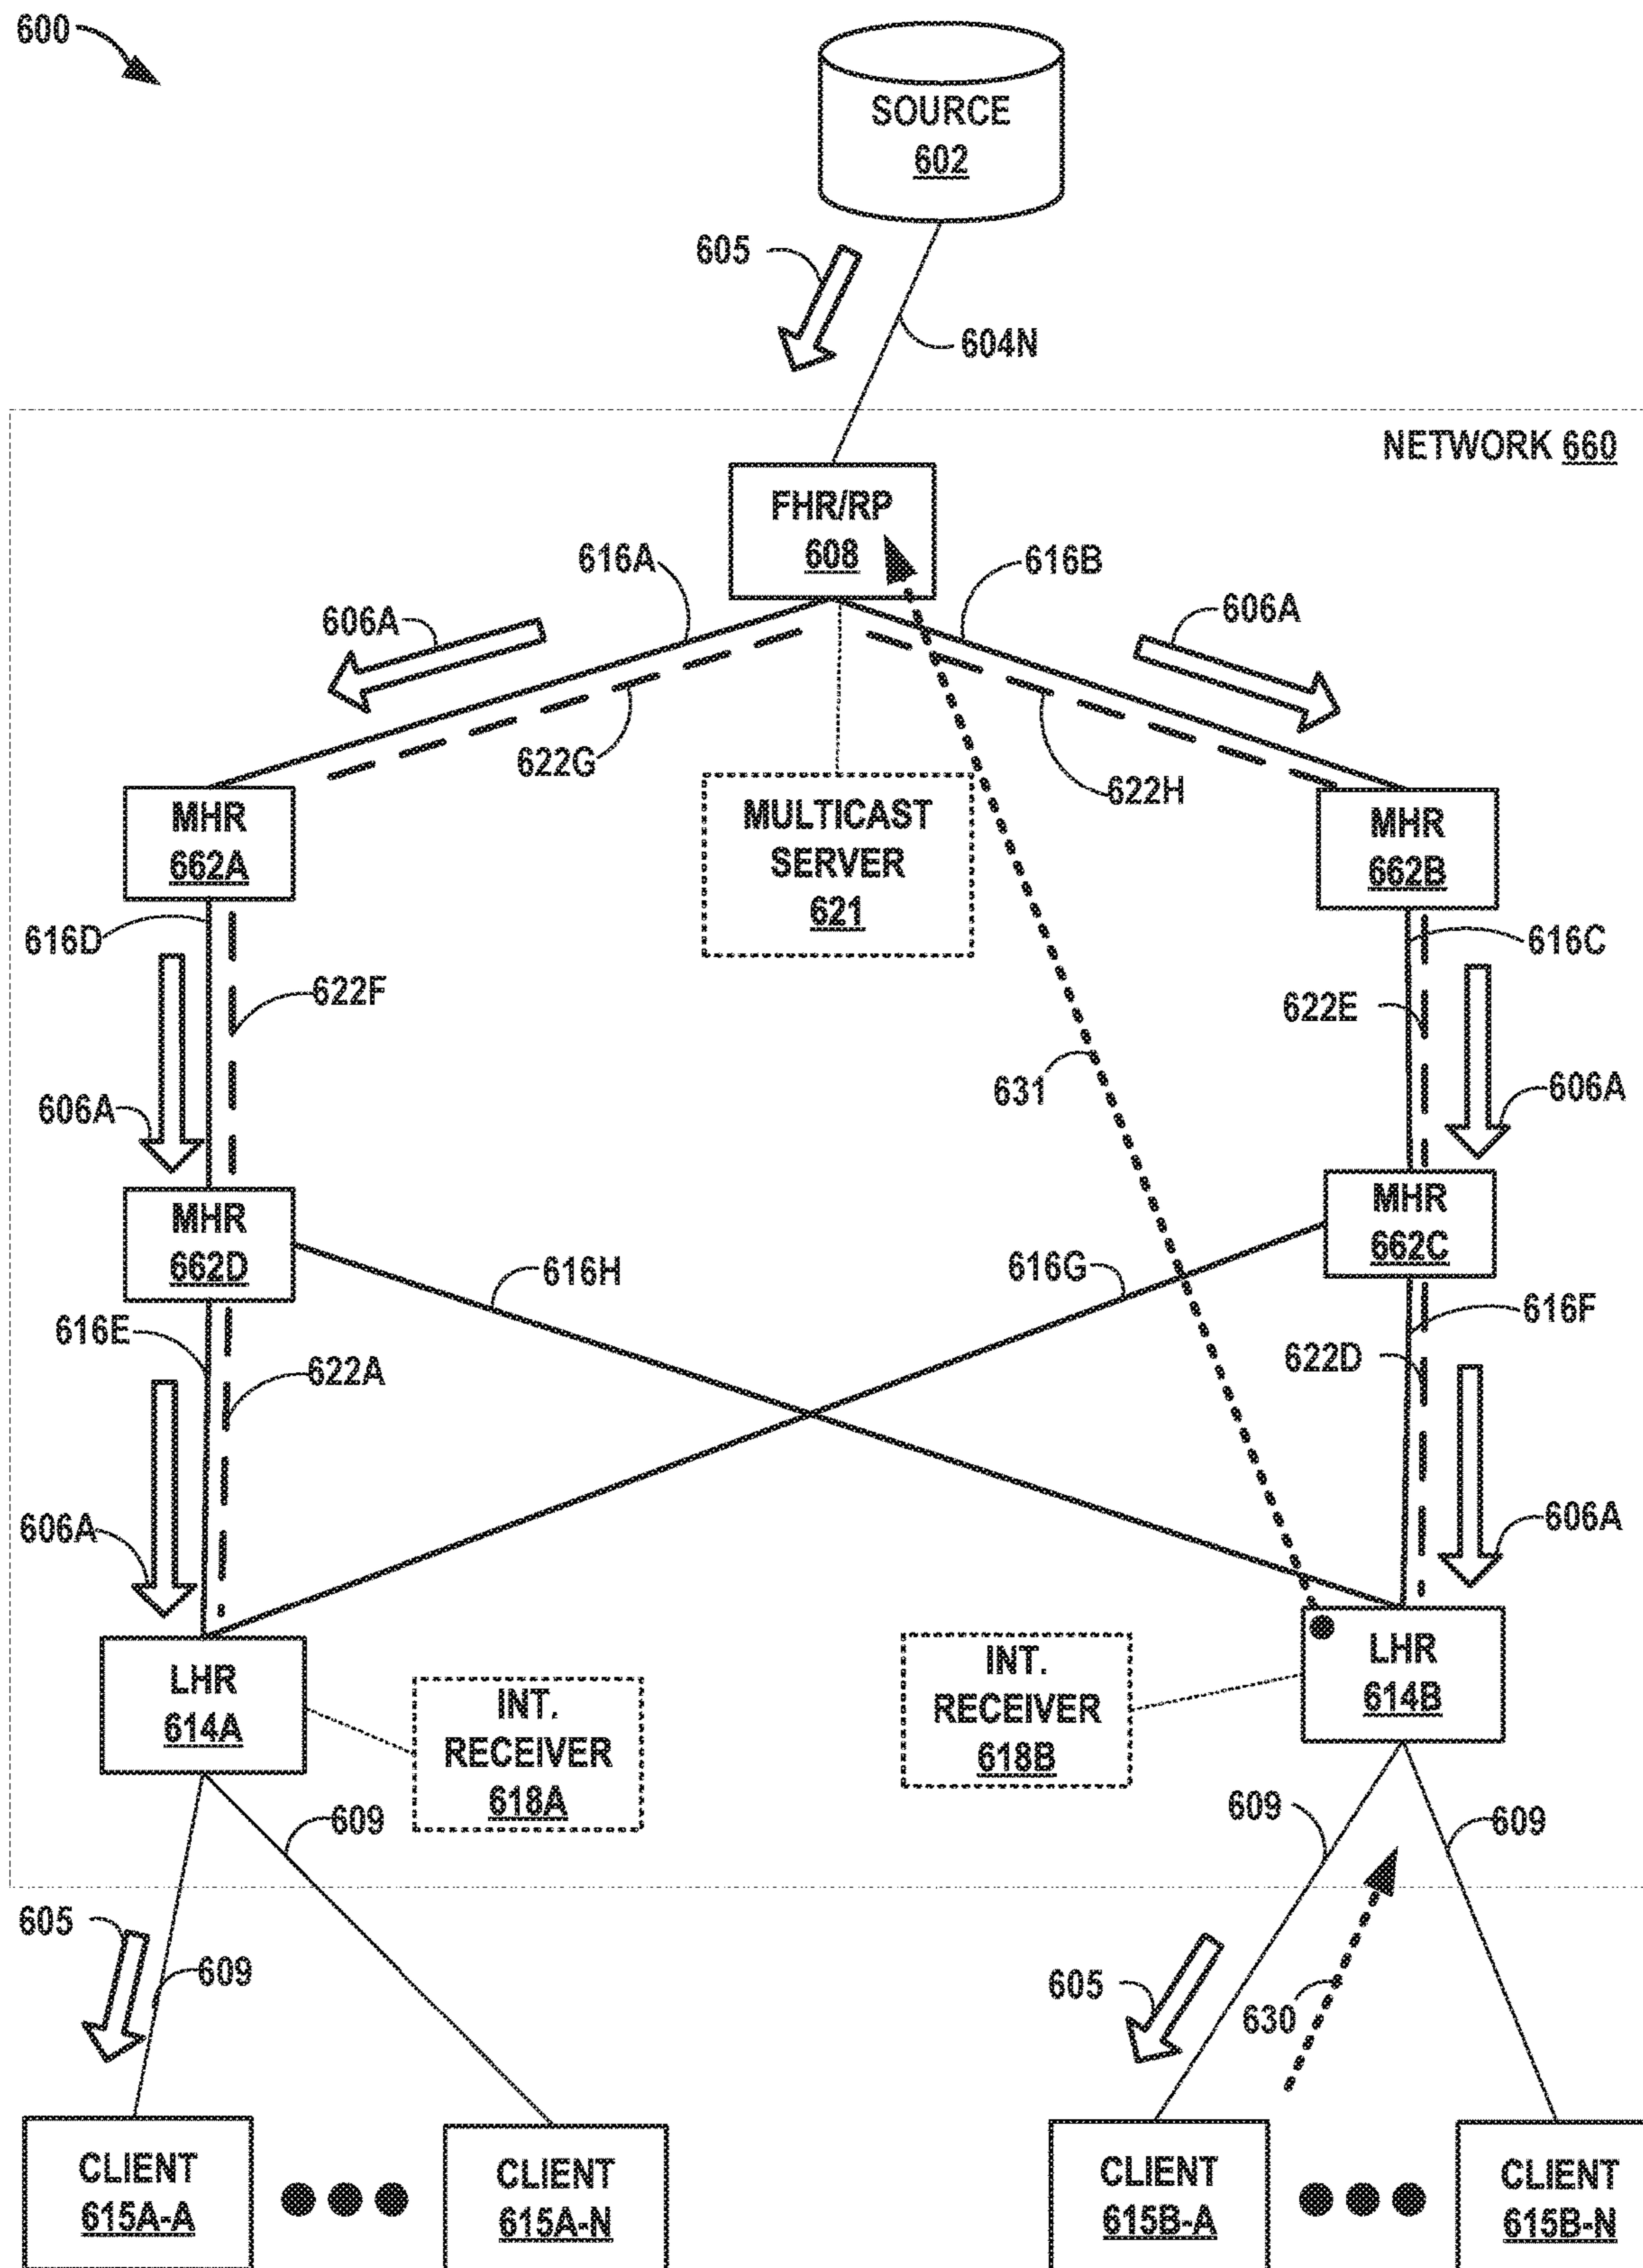 600
SOURCE
602
605
604N
NETWORK 660
FHR/RP
608
616A
616B
606A
606A
622G
622H
MULTICAST
SERVER
621
MHR
662A
MHR
662B
616D
616C
622F
622E
631
606A
606A
MHR
662D
MHR
662C
616H
616G
616E
616F
622A
622D
606A
606A
LHR
614A
INT.
RECEIVER
618A
INT.
RECEIVER
618B
LHR
614B
609
609
609
605
609
605
630
CLIENT
615A-A
CLIENT
615A-N
CLIENT
615B-A
CLIENT
615B-N